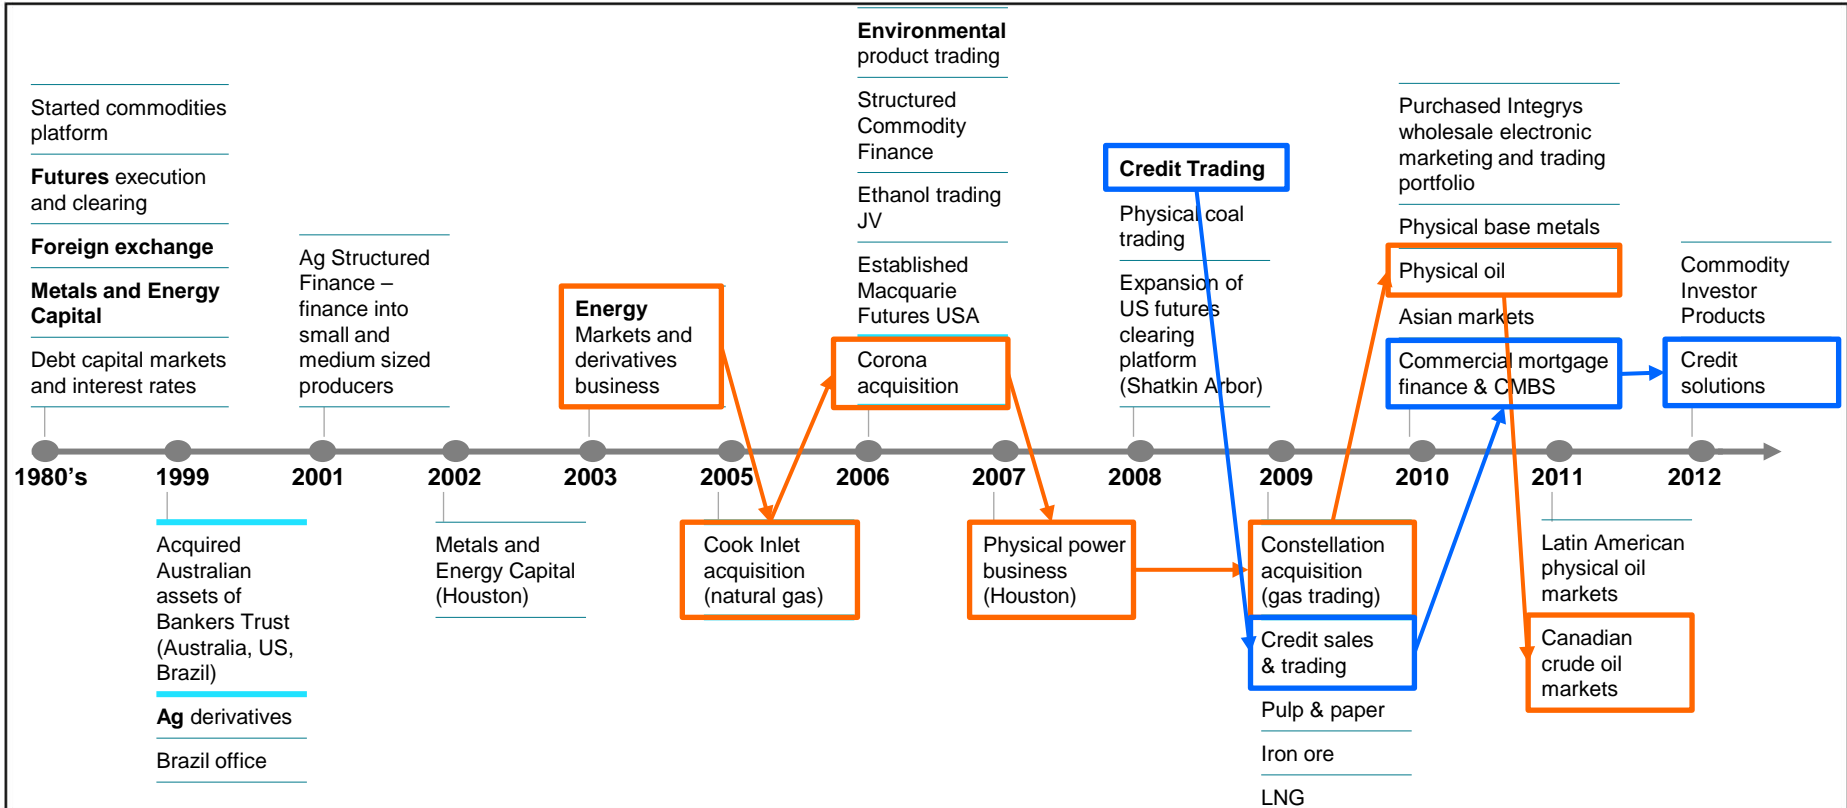 Started commodities
platform
Futures execution
and clearing
Foreign exchange
Metals and Energy
Capital
Debt capital markets
and interest rates
Ag Structured
Finance –
finance into
small and
medium sized
producers
Energy
Markets and
derivatives
business
Environmental
product trading
Structured
Commodity
Finance
Ethanol trading
JV
Established
Macquarie
Futures USA
Corona
acquisition
Credit Trading
Physical coal
trading
Expansion of
US futures
clearing
platform
(Shatkin Arbor)
Purchased Integrys
wholesale electronic
marketing and trading
portfolio
Physical base metals
Physical oil
Asian markets
Commercial mortgage
finance & CMBS
Commodity
Investor
Products
Credit
solutions
1980's
1999
2001
2002
2003
2005
2006
2007
2008
2009
2010
2011
2012
Acquired
Australian
assets of
Bankers Trust
(Australia, US,
Brazil)
Ag derivatives
Brazil office
Metals and
Energy Capital
(Houston)
Cook Inlet
acquisition
(natural gas)
Physical power
business
(Houston)
Constellation
acquisition
(gas trading)
Credit sales
& trading
Pulp & paper
Iron ore
LNG
Latin American
physical oil
markets
Canadian
crude oil
markets